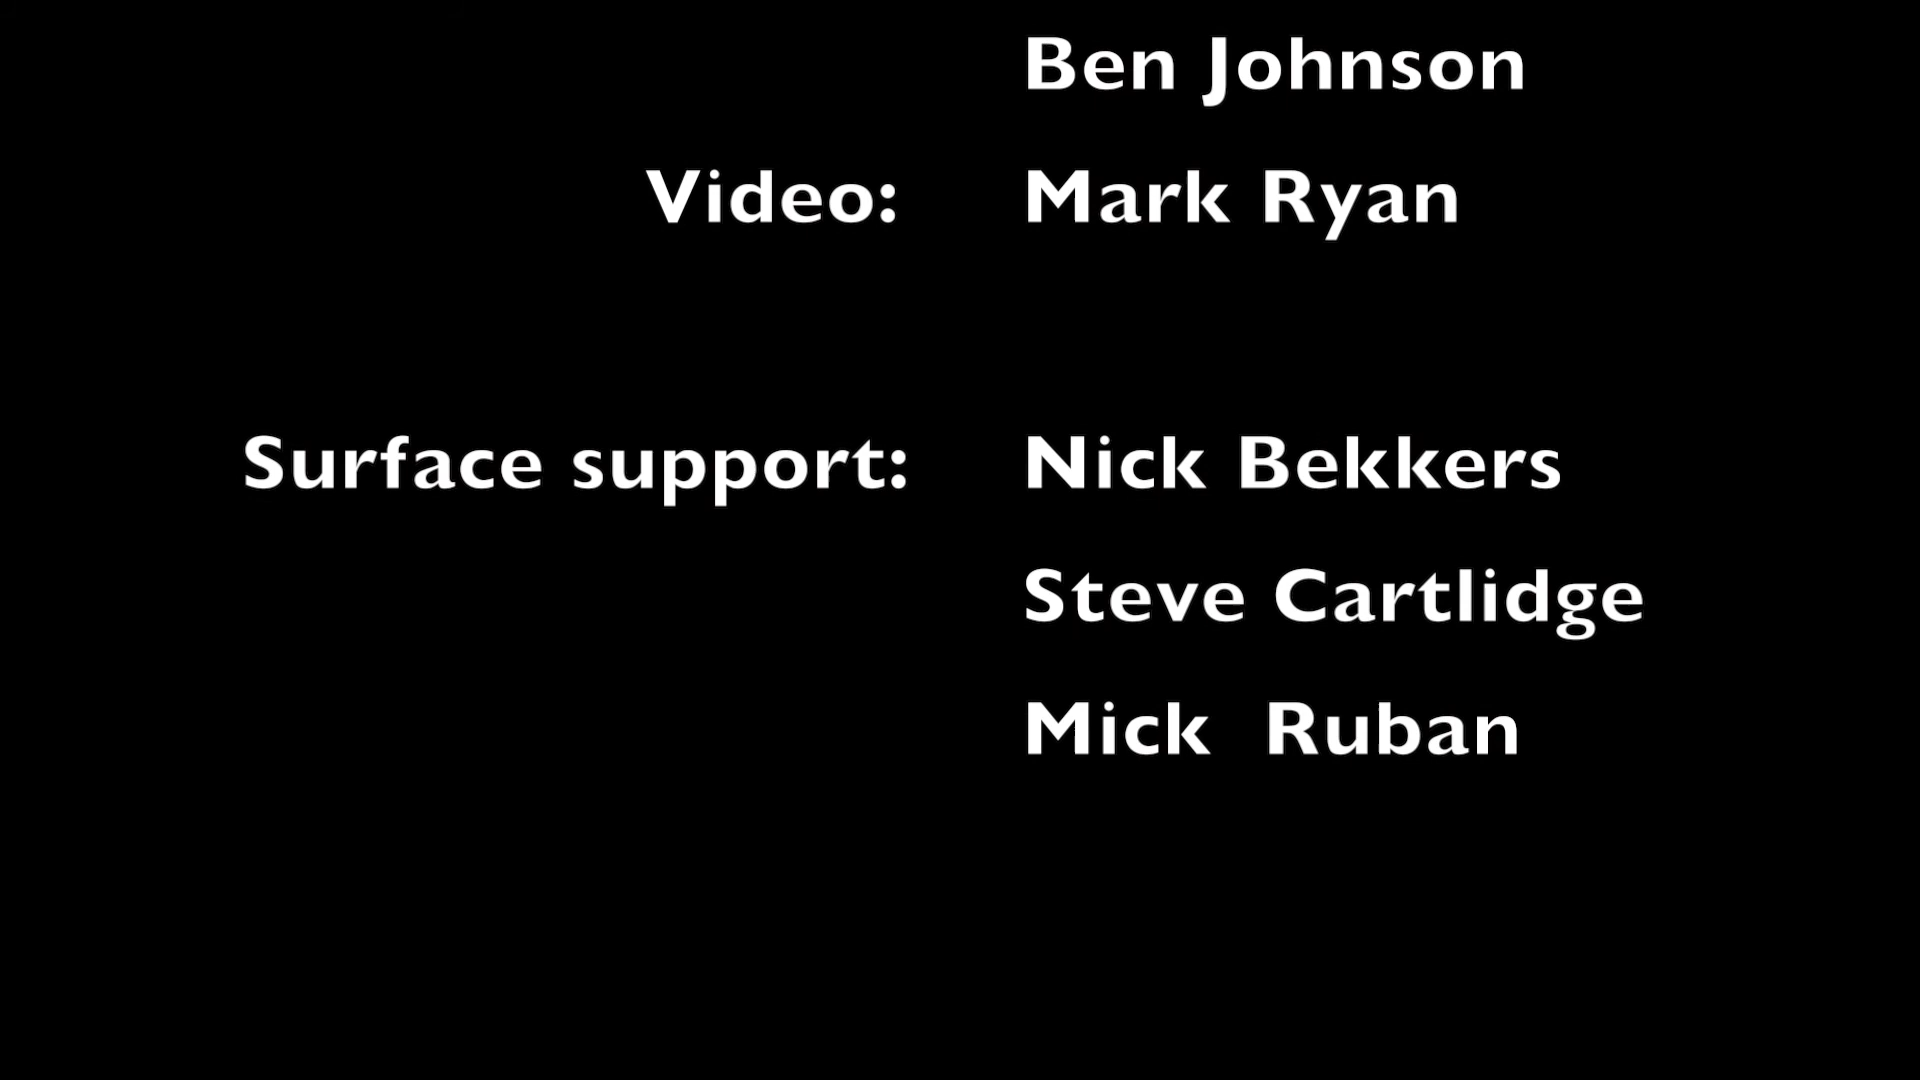 Ben Johnson
Video: Mark Ryan
Surface support: Nick Bekkers
Steve Cartlidge
Mick  Ruban